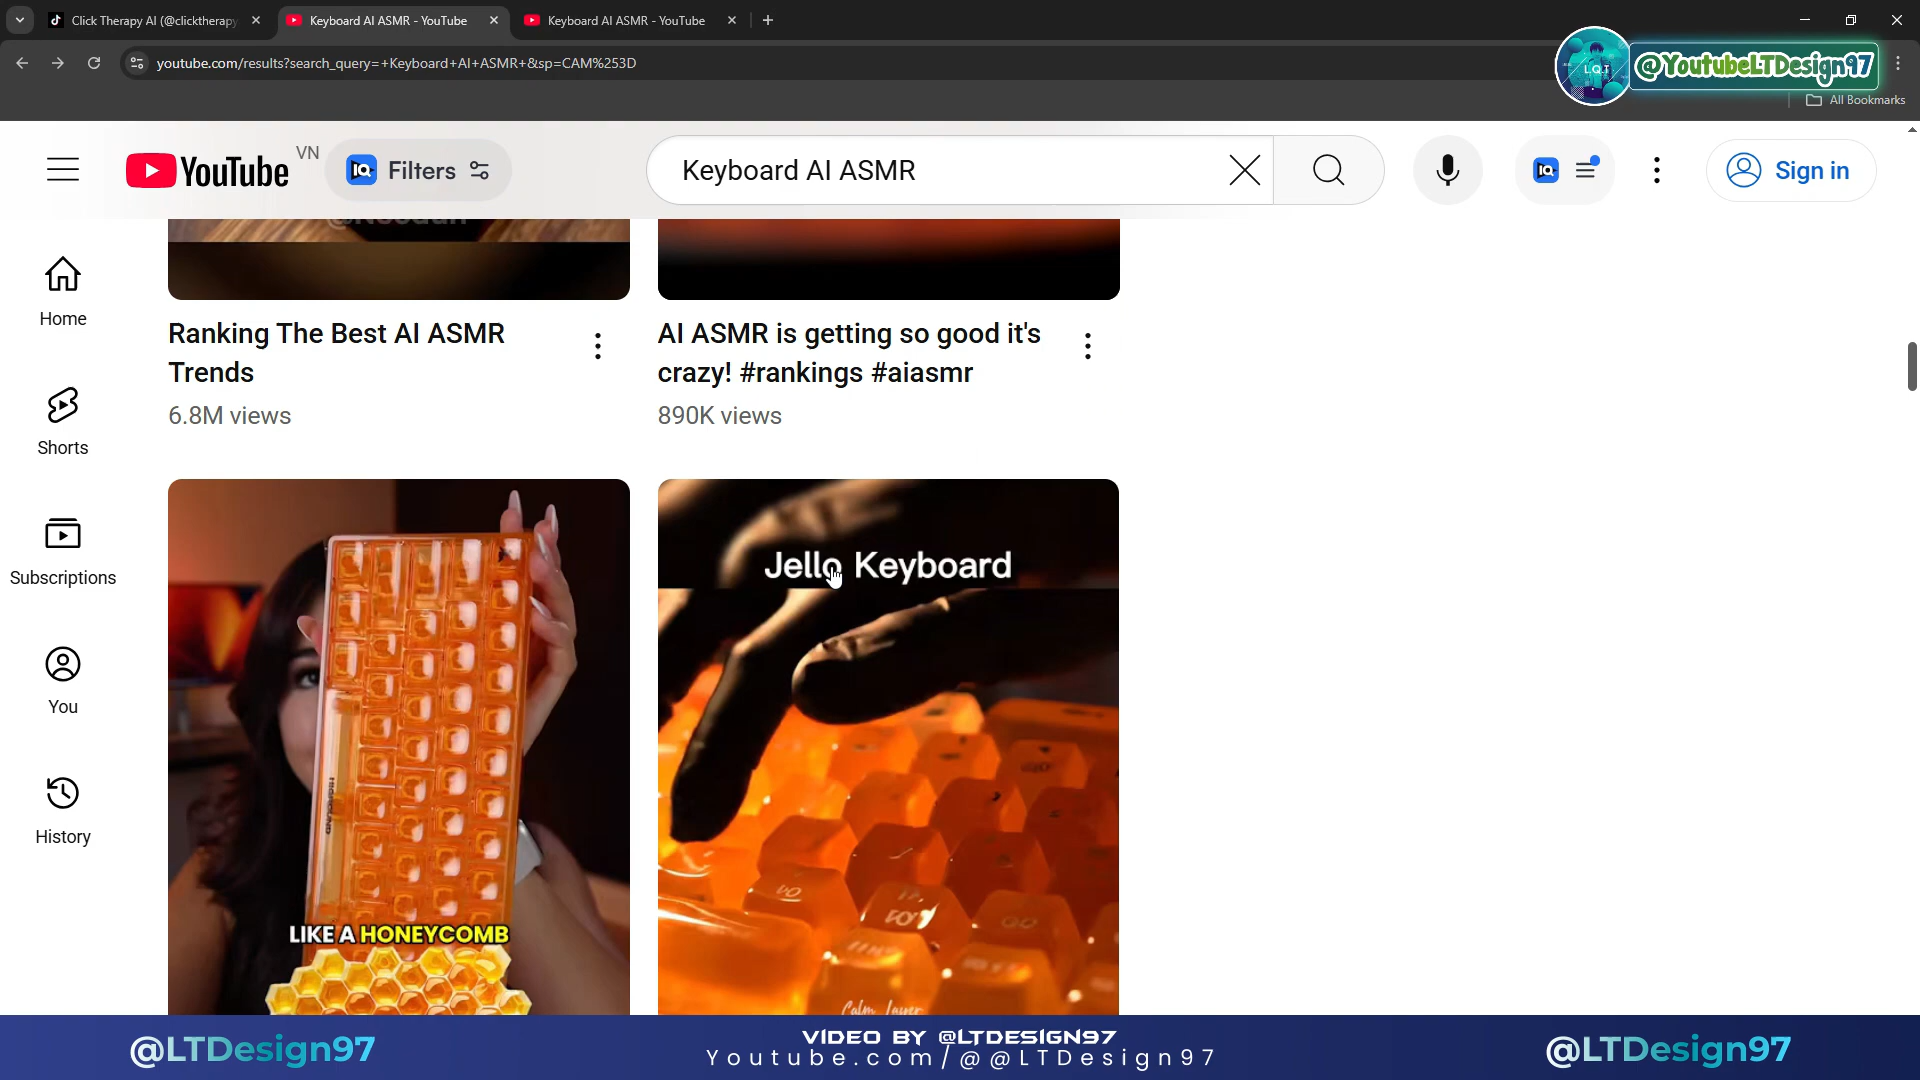 Click Therapy AI (@clicktherapy
Keyboard AI ASMR - YouTube
Keyboard AI ASMR - YouTube
youtube.com/results?search_query=+Keyboard+AI+ASMR+&sp=CAM%253D
L.Q.T
@YoutubeLTDesign97
All Bookmarks
YouTube
VN
Filters
Keyboard AI ASMR
Sign in
Home
Shorts
Subscriptions
You
History
Ranking The Best AI ASMR
Trends
6.8M views
AI ASMR is getting so good it's
crazy! #rankings #aiasmr
890K views
LIKE A HONEYCOMB
Jello Keyboard
Calm Layer
@LTDesign97
VIDEO BY @LTDESIGN97
Youtube.com/@@LTDesign97
@LTDesign97